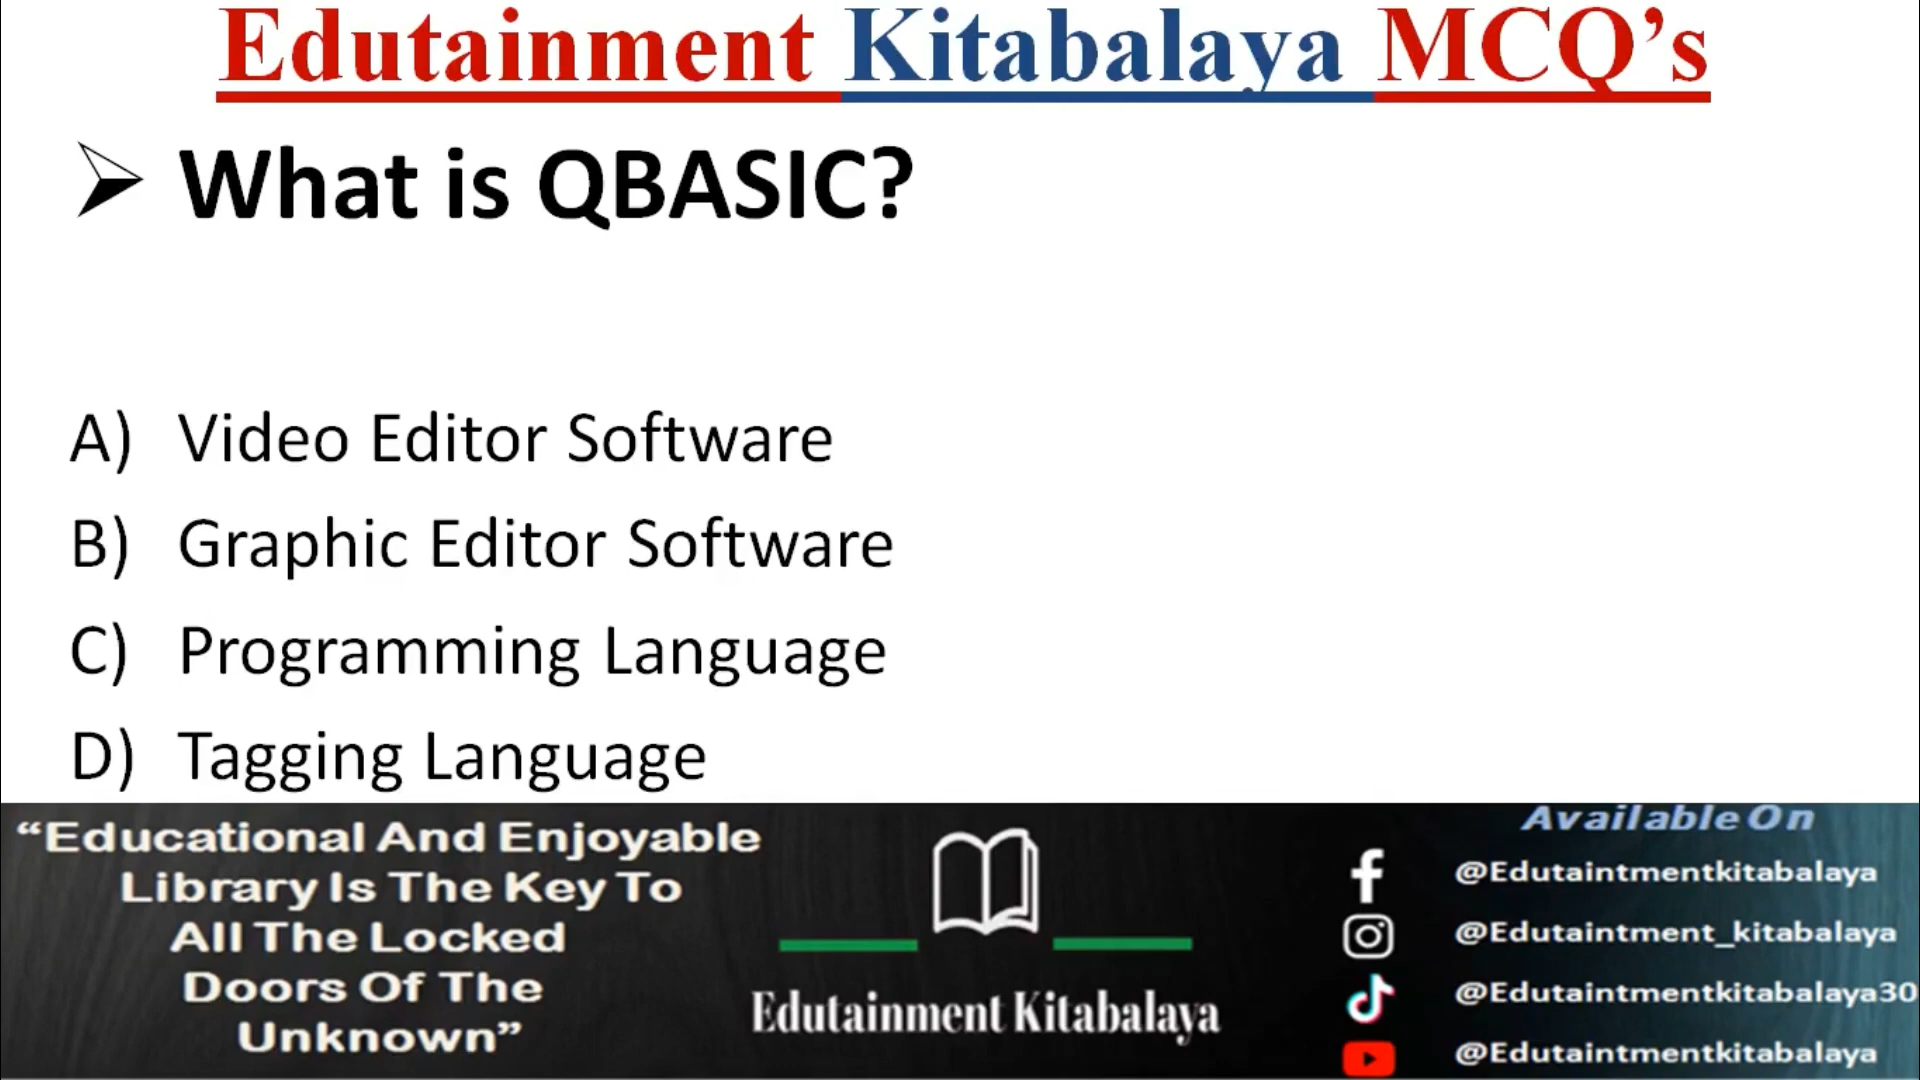 Edutainment Kitabalaya MCQ’s
What is QBASIC?
A) Video Editor Software
B) Graphic Editor Software
C) Programming Language
D) Tagging Language
“Educational And Enjoyable
Library Is The Key To
All The Locked
Doors Of The
Unknown”
Edutainment Kitabalaya
Available On
@Edutaintmentkitabalaya
@Edutaintment_kitabalaya
@Edutaintmentkitabalaya30
@Edutaintmentkitabalaya